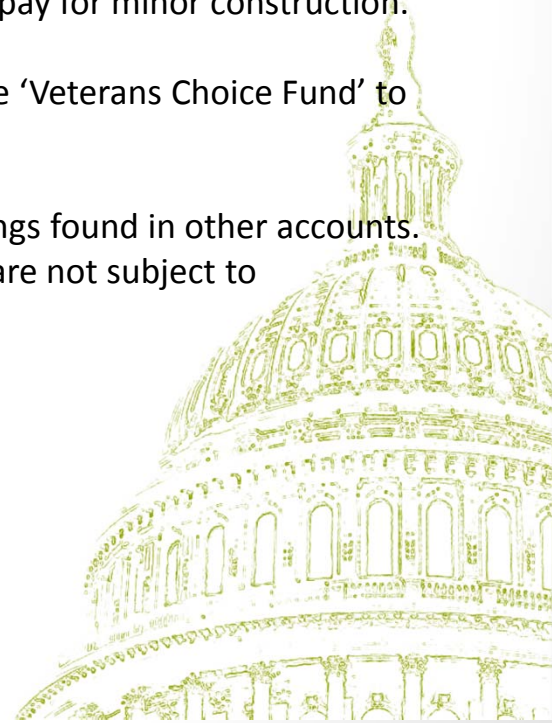 pay for minor construction.
e ‘Veterans Choice Fund’ to
ngs found in other accounts.
are not subject to